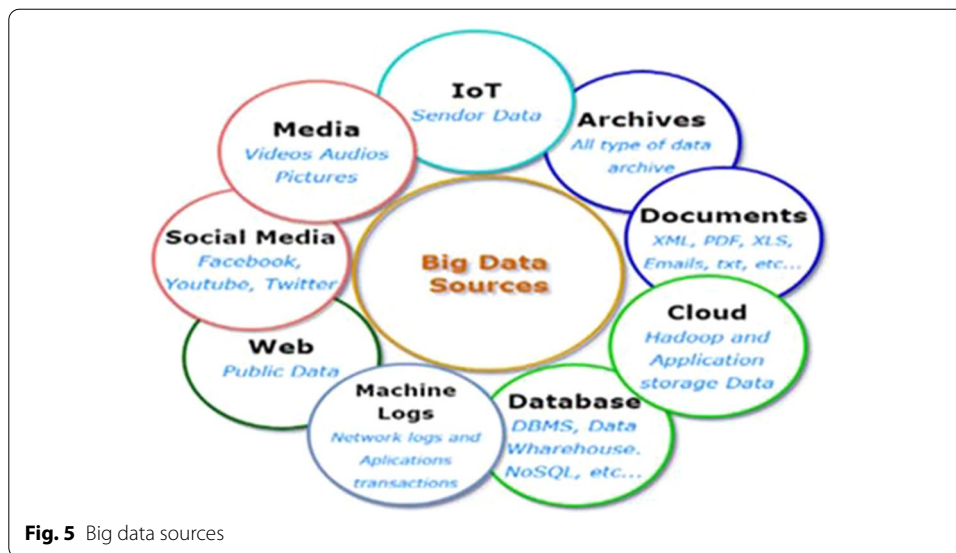 IoT
Sendor Data
Archives
All type of data
archive
Documents
XML, PDF, XLS,
Emails, txt, etc...
Cloud
Hadoop and
Application
storage Data
Database
DBMS, Data
Wharehouse.
NoSQL, etc...
Machine
Logs
Network logs and
Aplications
transactions
Web
Public Data
Social Media
Facebook,
Youtube, Twitter
Media
Videos Audios
Pictures
Big Data
Sources
Fig. 5 Big data sources